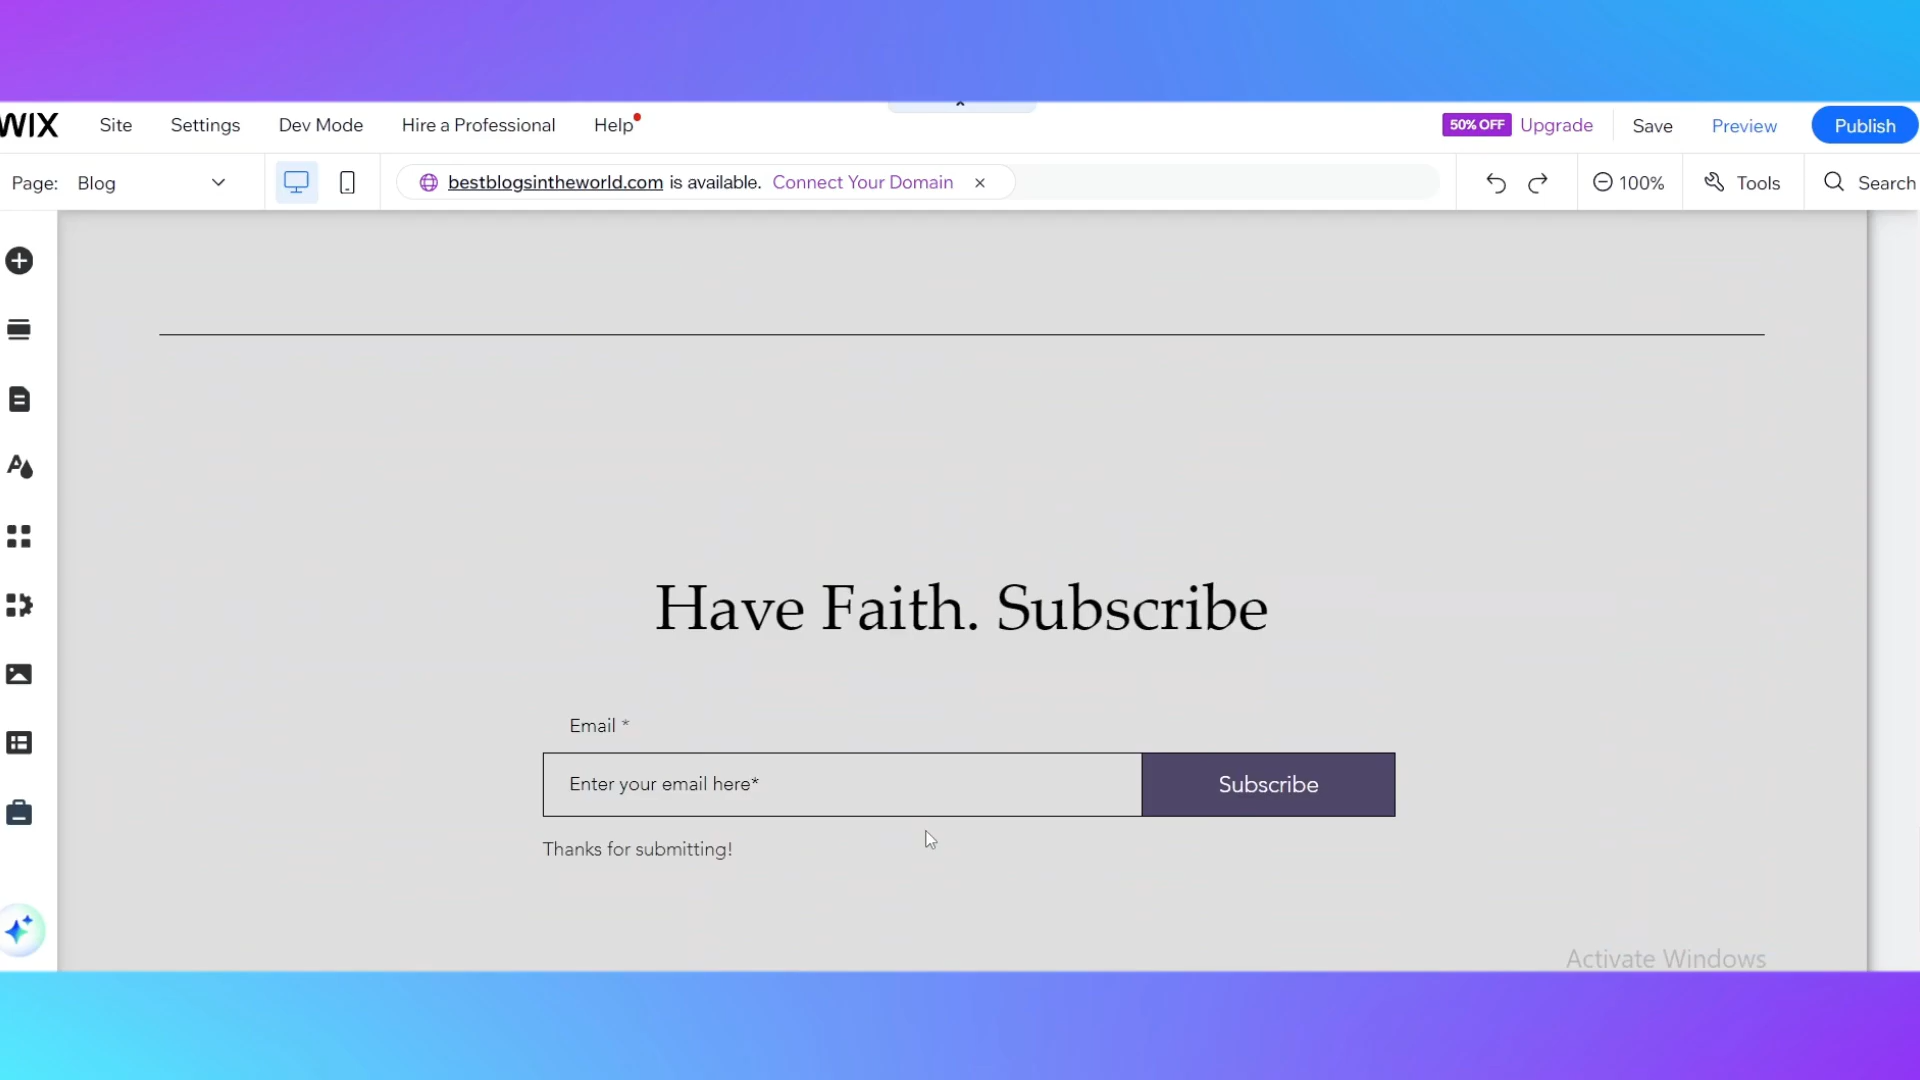 WIX Site Settings Dev Mode Hire a Professional Help 50% OFF Upgrade Save Preview Publish
Page: Blog bestblogsintheworld.com is available. Connect Your Domain 100% Tools Search
Have Faith. Subscribe
Email *
Enter your email here* Subscribe
Thanks for submitting!
Activate Windows